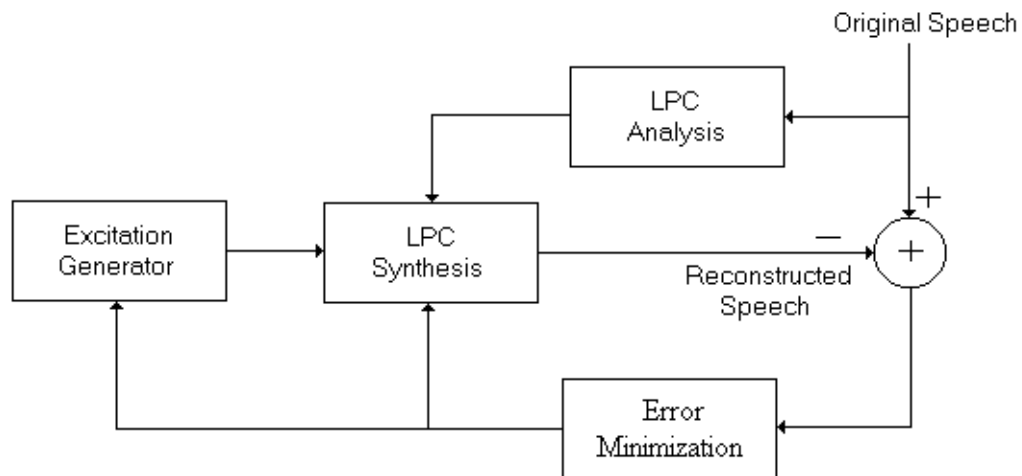 Original Speech
LPC
Analysis
+
Excitation
Generator
LPC
Synthesis
−
+
Reconstructed
Speech
Error
Minimization